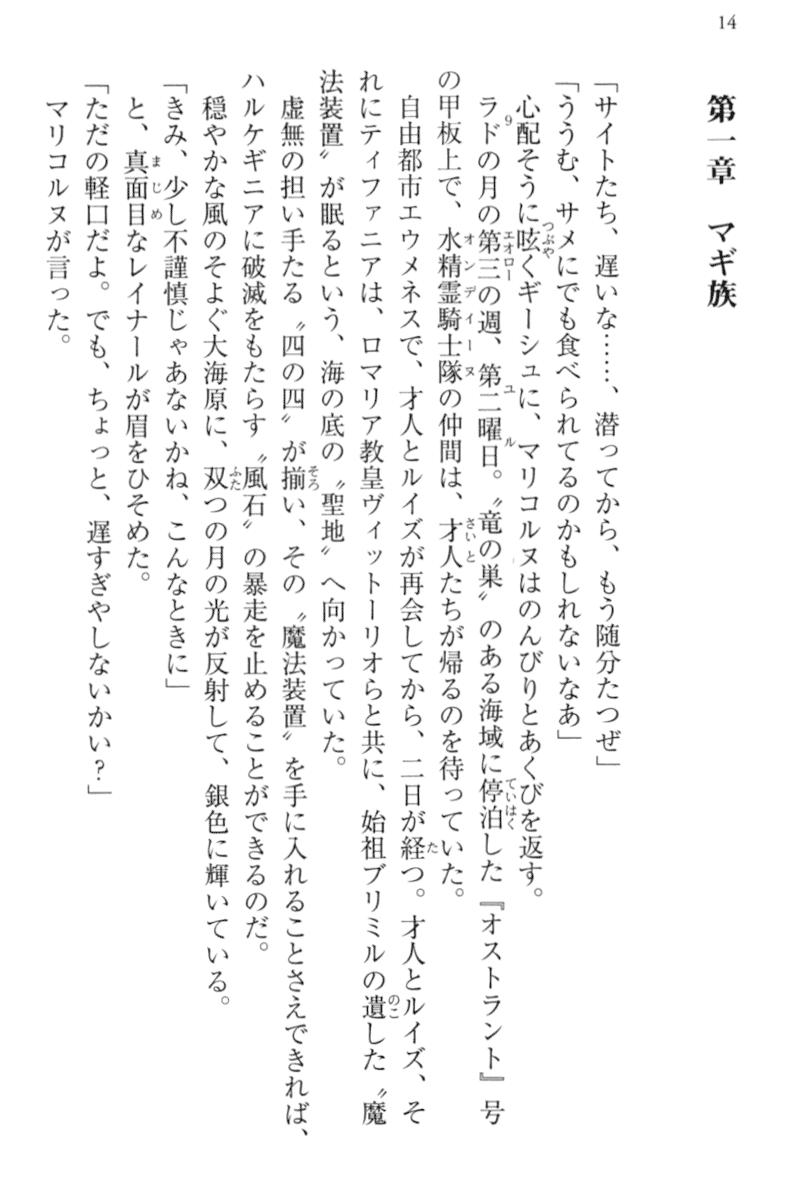 14
第一章　マギ族
「サイトたち、遅いな……、潜ってから、もう随分たつぜ」
「ううむ、サメにでも食べられてるのかもしれないなあ」
心配そうに呟くギーシュに、マリコルヌはのんびりとあくびを返す。
ラドの月の第三の週、第二曜日。〝竜の巣〟のある海域に停泊した『オストラント』号
の甲板上で、水精霊騎士隊の仲間は、才人たちが帰るのを待っていた。
自由都市エウメネスで、才人とルイズが再会してから、二日が経つ。才人とルイズ、そ
れにティファニアは、ロマリア教皇ヴィットーリオらと共に、始祖ブリミルの遺した〝魔
法装置〟が眠るという、海の底の〝聖地〟へ向かっていた。
虚無の担い手たる〝四の四〟が揃い、その〝魔法装置〟を手に入れることさえできれば、
ハルケギニアに破滅をもたらす〝風石〟の暴走を止めることができるのだ。
穏やかな風のそよぐ大海原に、双つの月の光が反射して、銀色に輝いている。
「きみ、少し不謹慎じゃあないかね、こんなときに」
と、真面目なレイナールが眉をひそめた。
「ただの軽口だよ。でも、ちょっと、遅すぎやしないかい？」
マリコルヌが言った。